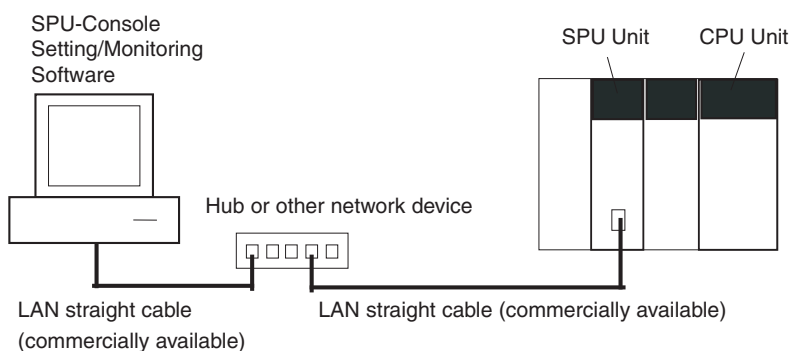 SPU-Console
Setting/Monitoring
Software
SPU Unit
CPU Unit
Hub or other network device
LAN straight cable
(commercially available)
LAN straight cable (commercially available)